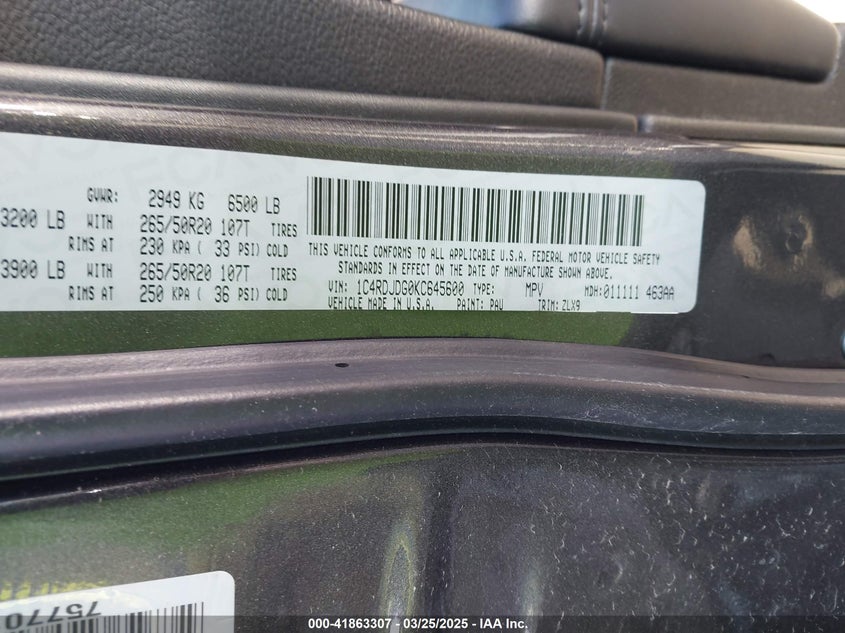 GVWR: 2949 KG 6500 LB
3200 LB WITH 265/50R20 107T TIRES
RIMS AT 230 KPA ( 33 PSI) COLD
3900 LB WITH 265/50R20 107T TIRES
RIMS AT 250 KPA ( 36 PSI) COLD
THIS VEHICLE CONFORMS TO ALL APPLICABLE U.S.A. FEDERAL MOTOR VEHICLE SAFETY
STANDARDS IN EFFECT ON THE DATE OF MANUFACTURE SHOWN ABOVE.
VIN: 1C4RDJDG0KC645600 TYPE: MPV MDH: 011111 463AA
VEHICLE MADE IN U.S.A. PAINT: PAU TRIM: ZLX9
75770
000-41863307 — 03/25/2025 — IAA Inc.